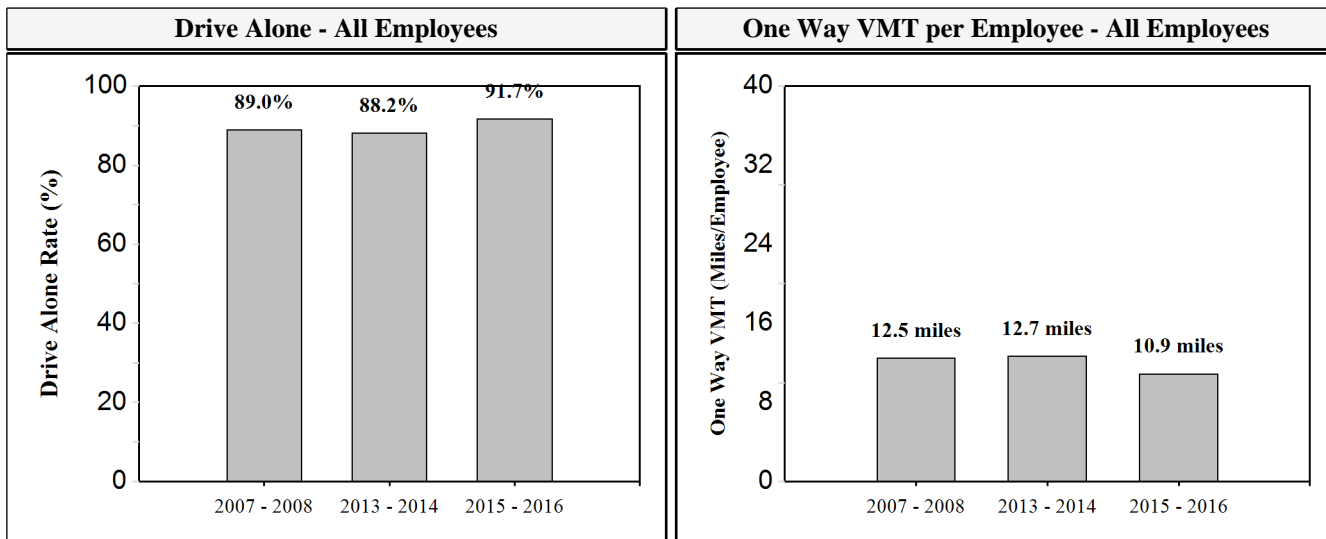 Drive Alone - All Employees
Drive Alone Rate (%)
100
80
60
40
20
0
89.0%
88.2%
91.7%
2007 - 2008
2013 - 2014
2015 - 2016
One Way VMT per Employee - All Employees
One Way VMT (Miles/Employee)
40
32
24
16
8
0
12.5 miles
12.7 miles
10.9 miles
2007 - 2008
2013 - 2014
2015 - 2016